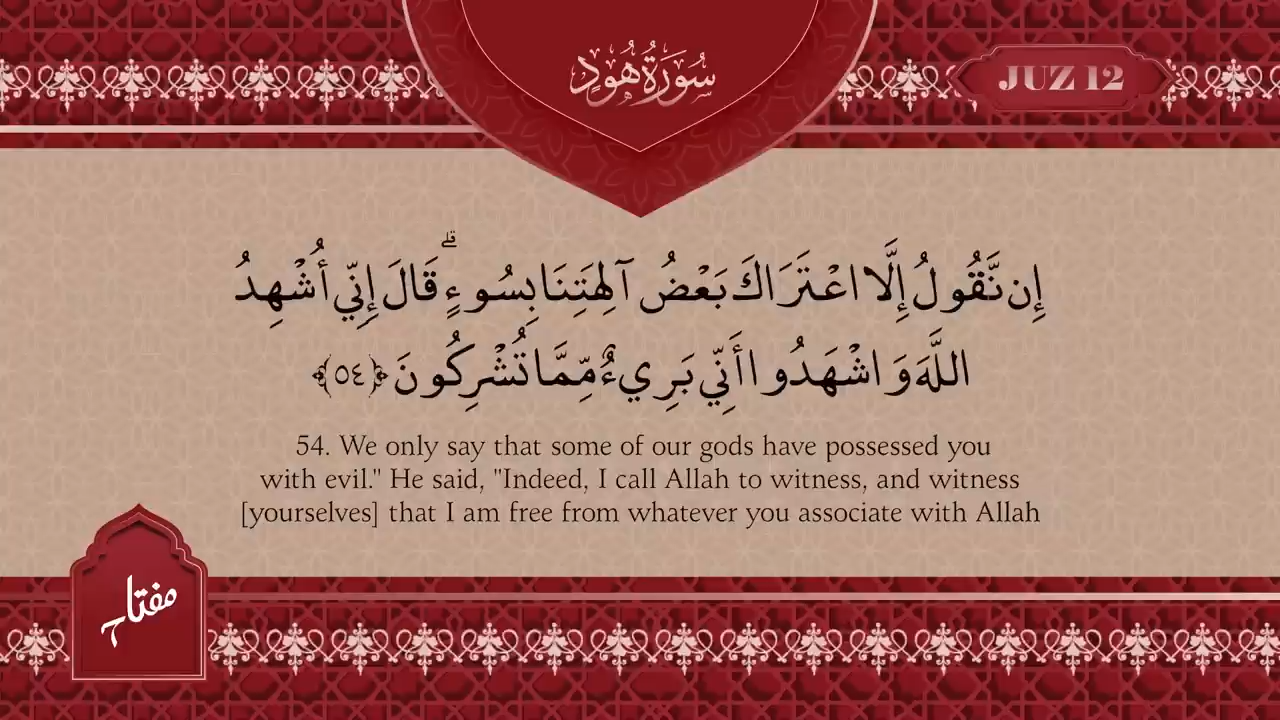 سُورَةُ هُودٍ
JUZ 12
إِن نَّقُولُ إِلَّا اعْتَرَاكَ بَعْضُ آلِهَتِنَا بِسُوءٍ ۗ قَالَ إِنِّي أُشْهِدُ
اللَّهَ وَاشْهَدُوا أَنِّي بَرِيءٌ مِّمَّا تُشْرِكُونَ ﴿٥٤﴾
54. We only say that some of our gods have possessed you
with evil." He said, "Indeed, I call Allah to witness, and witness
[yourselves] that I am free from whatever you associate with Allah
مفتاح